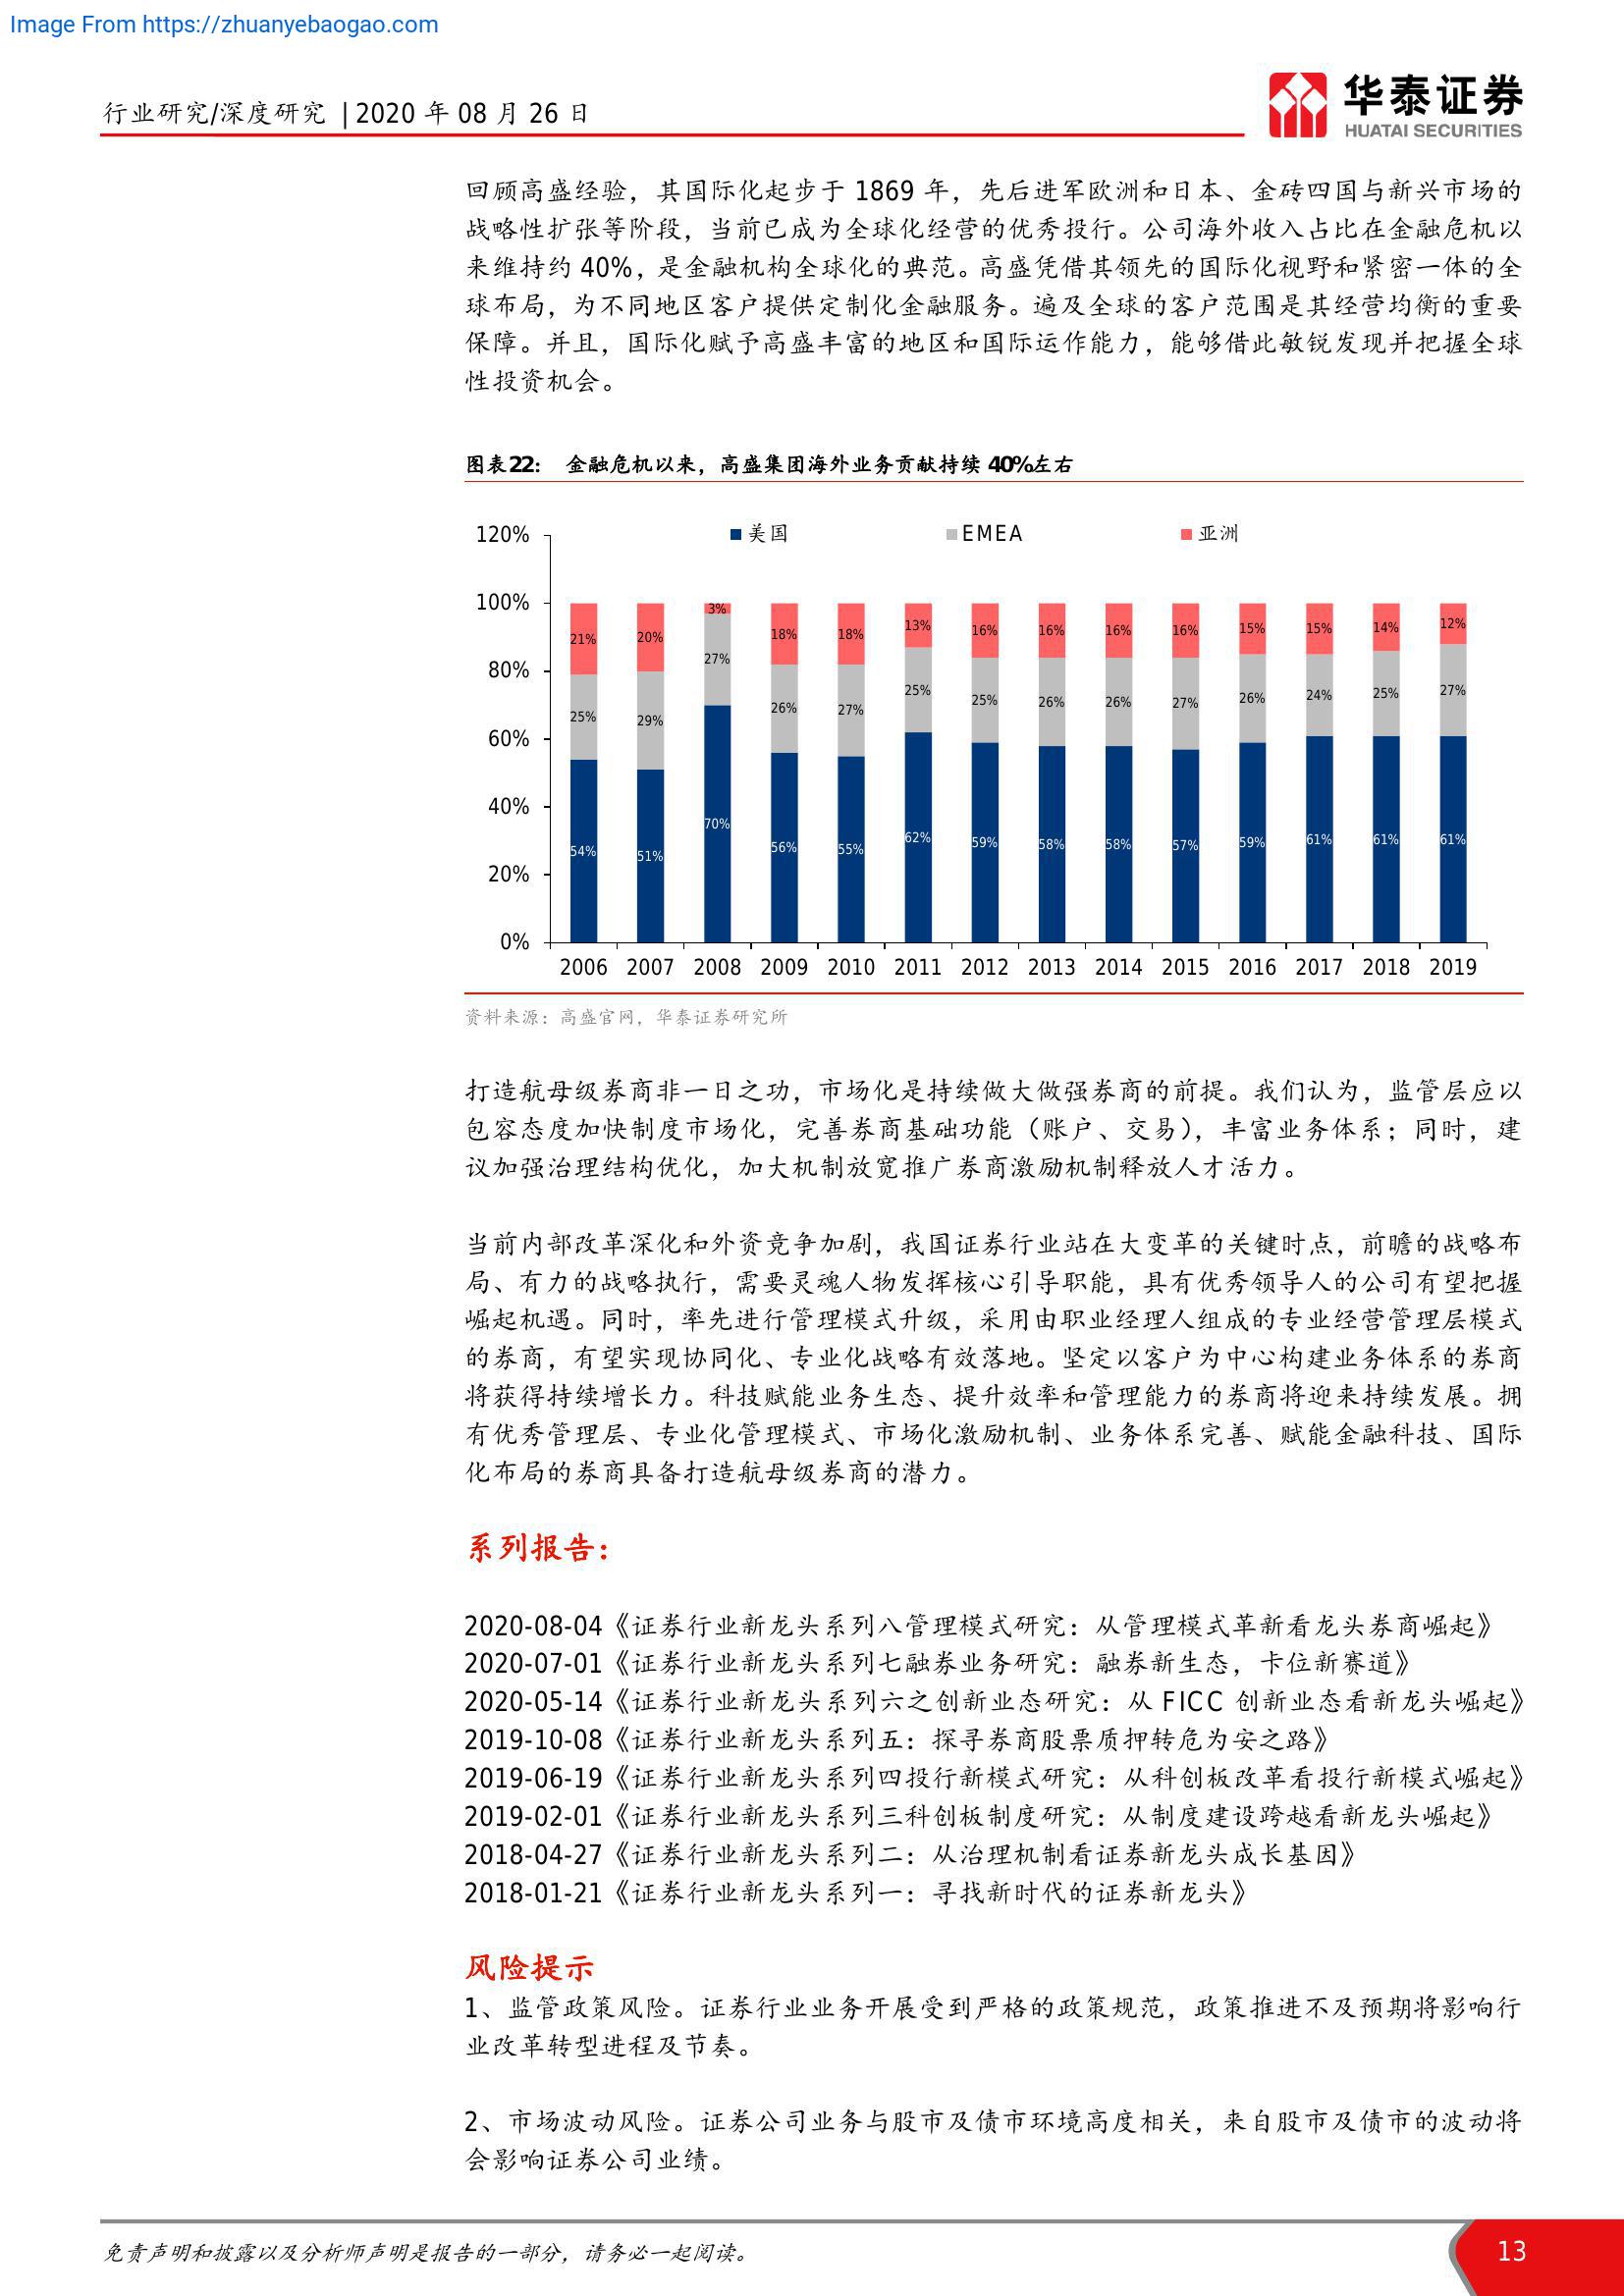 Image From https://zhuanyebaogao.com
行业研究/深度研究 | 2020 年 08 月 26 日
华泰证券
HUATAI SECURITIES
回顾高盛经验，其国际化起步于 1869 年，先后进军欧洲和日本、金砖四国与新兴市场的
战略性扩张等阶段，当前已成为全球化经营的优秀投行。公司海外收入占比在金融危机以
来维持约 40%，是金融机构全球化的典范。高盛凭借其领先的国际化视野和紧密一体的全
球布局，为不同地区客户提供定制化金融服务。遍及全球的客户范围是其经营均衡的重要
保障。并且，国际化赋予高盛丰富的地区和国际运作能力，能够借此敏锐发现并把握全球
性投资机会。
图表22： 金融危机以来，高盛集团海外业务贡献持续 40%左右
美国 EMEA 亚洲
120%
100%
80%
60%
40%
20%
0%
21% 20% 3% 18% 18% 13% 16% 16% 16% 16% 15% 15% 14% 12%
25% 29% 27% 26% 27% 25% 25% 26% 26% 27% 26% 24% 25% 27%
54% 51% 70% 56% 55% 62% 59% 58% 58% 57% 59% 61% 61% 61%
2006 2007 2008 2009 2010 2011 2012 2013 2014 2015 2016 2017 2018 2019
资料来源：高盛官网，华泰证券研究所
打造航母级券商非一日之功，市场化是持续做大做强券商的前提。我们认为，监管层应以
包容态度加快制度市场化，完善券商基础功能（账户、交易），丰富业务体系；同时，建
议加强治理结构优化，加大机制放宽推广券商激励机制释放人才活力。
当前内部改革深化和外资竞争加剧，我国证券行业站在大变革的关键时点，前瞻的战略布
局、有力的战略执行，需要灵魂人物发挥核心引导职能，具有优秀领导人的公司有望把握
崛起机遇。同时，率先进行管理模式升级，采用由职业经理人组成的专业经营管理层模式
的券商，有望实现协同化、专业化战略有效落地。坚定以客户为中心构建业务体系的券商
将获得持续增长力。科技赋能业务生态、提升效率和管理能力的券商将迎来持续发展。拥
有优秀管理层、专业化管理模式、市场化激励机制、业务体系完善、赋能金融科技、国际
化布局的券商具备打造航母级券商的潜力。
系列报告：
2020-08-04《证券行业新龙头系列八管理模式研究：从管理模式革新看龙头券商崛起》
2020-07-01《证券行业新龙头系列七融券业务研究：融券新生态，卡位新赛道》
2020-05-14《证券行业新龙头系列六之创新业态研究：从 FICC 创新业态看新龙头崛起》
2019-10-08《证券行业新龙头系列五：探寻券商股票质押转危为安之路》
2019-06-19《证券行业新龙头系列四投行新模式研究：从科创板改革看投行新模式崛起》
2019-02-01《证券行业新龙头系列三科创板制度研究：从制度建设跨越看新龙头崛起》
2018-04-27《证券行业新龙头系列二：从治理机制看证券新龙头成长基因》
2018-01-21《证券行业新龙头系列一：寻找新时代的证券新龙头》
风险提示
1、监管政策风险。证券行业业务开展受到严格的政策规范，政策推进不及预期将影响行
业改革转型进程及节奏。
2、市场波动风险。证券公司业务与股市及债市环境高度相关，来自股市及债市的波动将
会影响证券公司业绩。
免责声明和披露以及分析师声明是报告的一部分，请务必一起阅读。
13